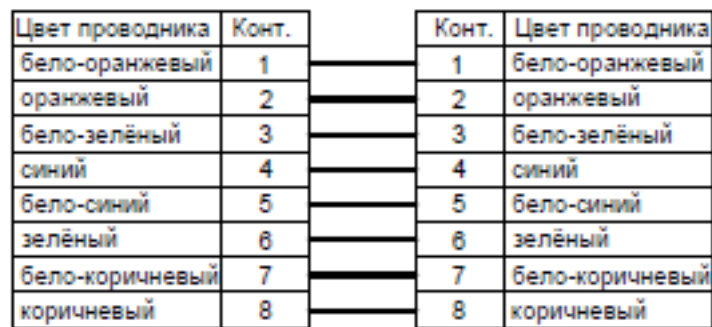 Цвет проводника Конт. Конт. Цвет проводника
бело-оранжевый 1 1 бело-оранжевый
оранжевый 2 2 оранжевый
бело-зелёный 3 3 бело-зелёный
синий 4 4 синий
бело-синий 5 5 бело-синий
зелёный 6 6 зелёный
бело-коричневый 7 7 бело-коричневый
коричневый 8 8 коричневый